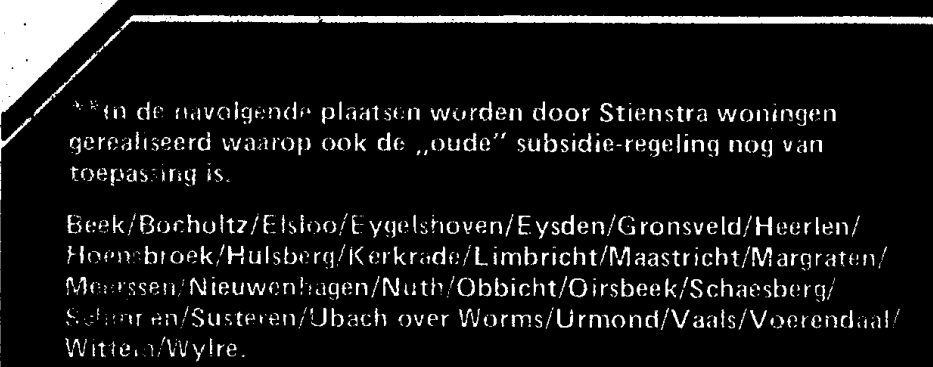 **In de navolgende plaatsen worden door Stienstra woningen
gerealiseerd waarop ook de „oude” subsidie-regeling nog van
toepassing is.
Beek/Bocholtz/Elsloo/Eygelshoven/Eysden/Gronsveld/Heerlen/
Hoensbroek/Hulsberg/Kerkrade/Limbricht/Maastricht/Margraten/
Meerssen/Nieuwenhagen/Nuth/Obbicht/Oirsbeek/Schaesberg/
Schinnen/Susteren/Ubach over Worms/Urmond/Vaals/Voerendaal/
Wittem/Wylre.